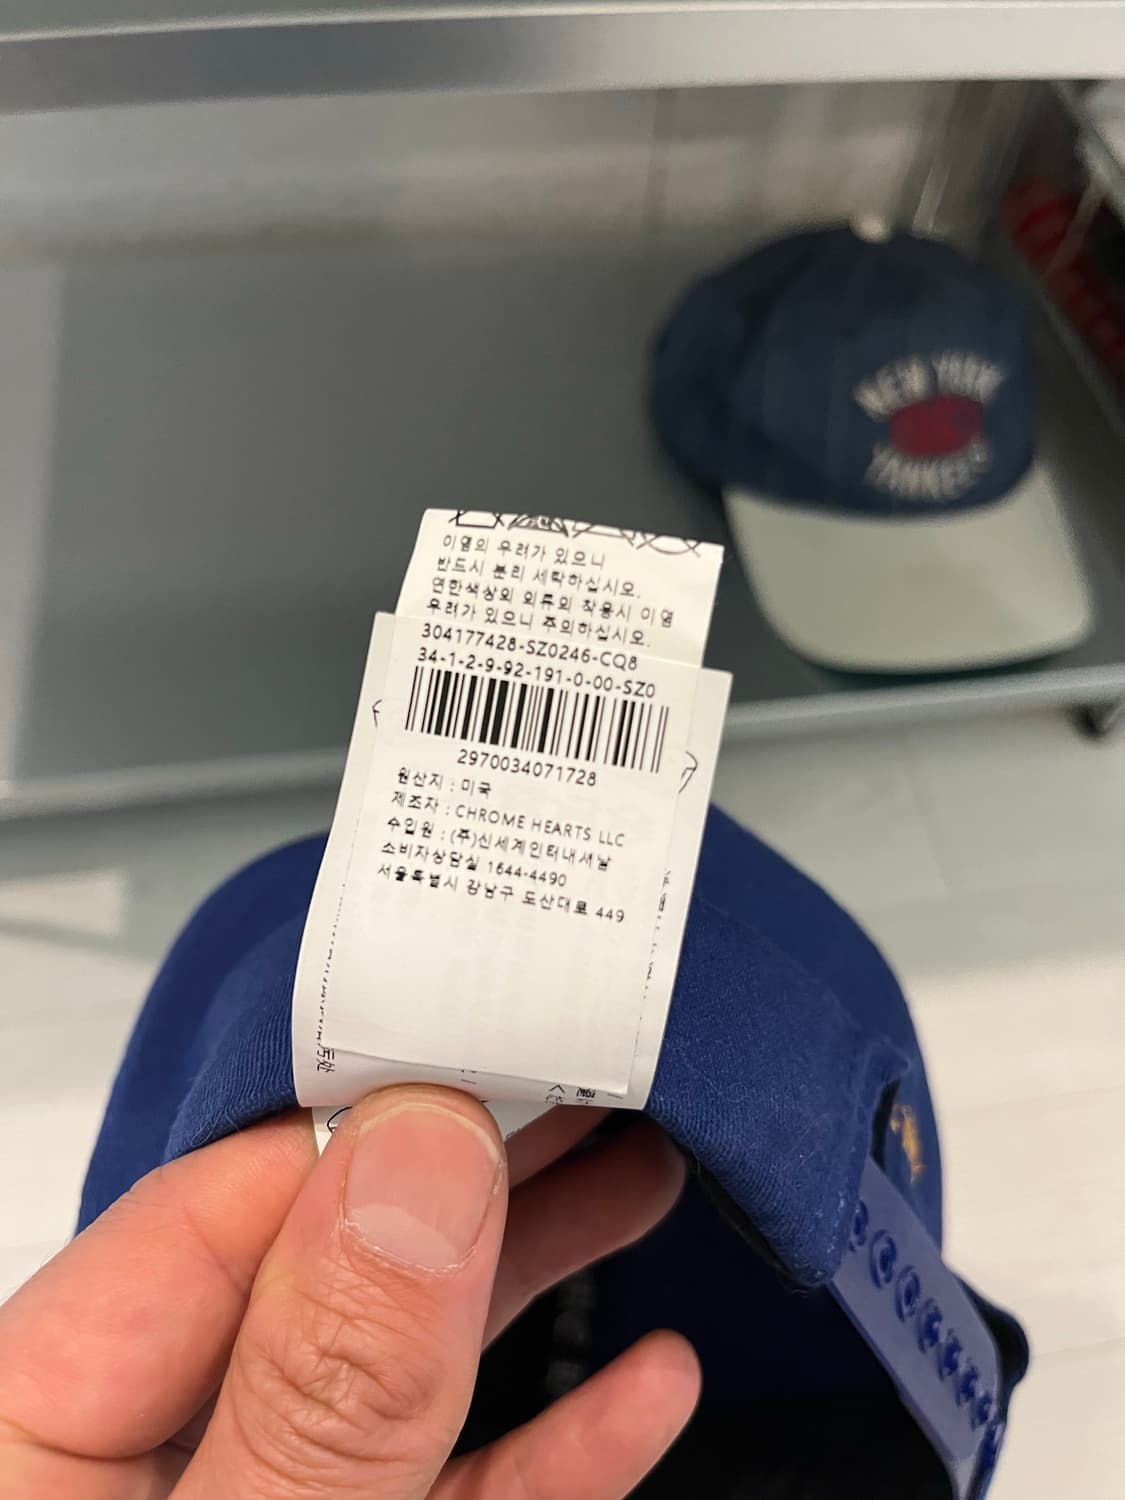 NEW YORK
YANKEES
이염의 우려가 있으니
반드시 분리 세탁하십시오.
연한색상의 의류의 착용시 이염
우려가 있으니 주의하십시오.
304177428-SZ0246-CQ8
34-1-2-9-92-191-0-00-SZ0
2970034071728
원산지 : 미국
제조자 : CHROME HEARTS LLC
수입원 : (주)신세계인터내셔날
소비자상담실 1644-4490
서울특별시 강남구 도산대로 449